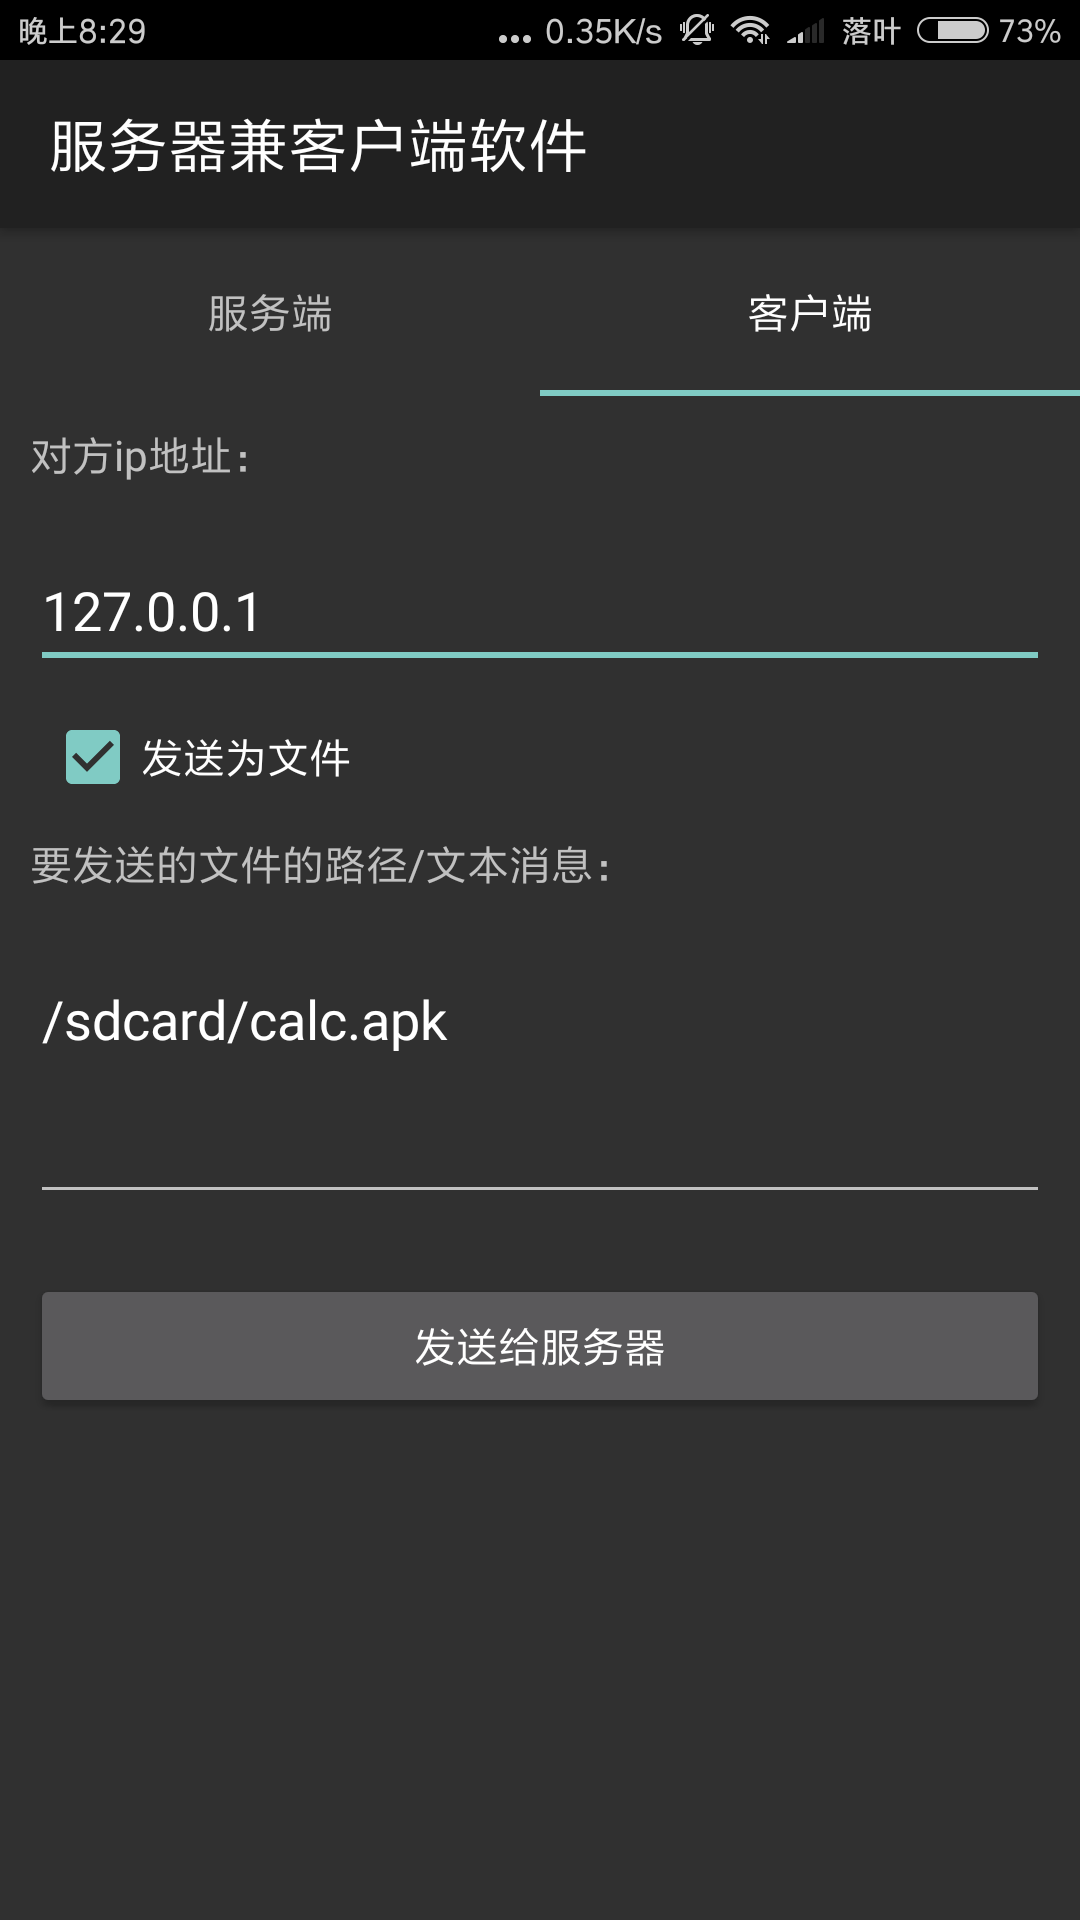 晚上8:29 ... 0.35K/s 落叶 73%
服务器兼客户端软件
服务端 客户端
对方ip地址：
127.0.0.1
发送为文件
要发送的文件的路径/文本消息：
/sdcard/calc.apk
发送给服务器